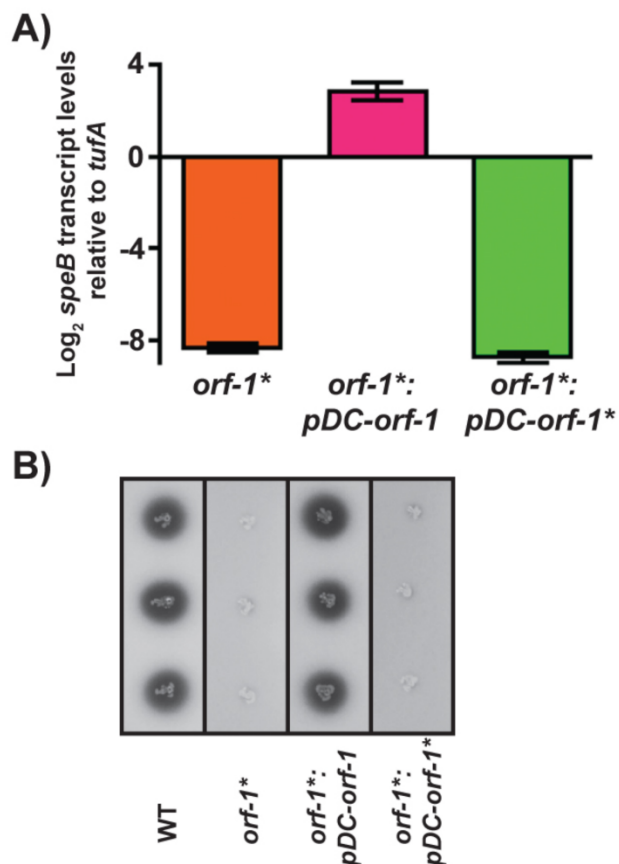 A)
Log2 speB transcript levels
relative to tufA
4
0
-4
-8
orf-1*
orf-1*:
pDC-orf-1
orf-1*:
pDC-orf-1*
B)
WT
orf-1*
orf-1*:
pDC-orf-1
orf-1*:
pDC-orf-1*